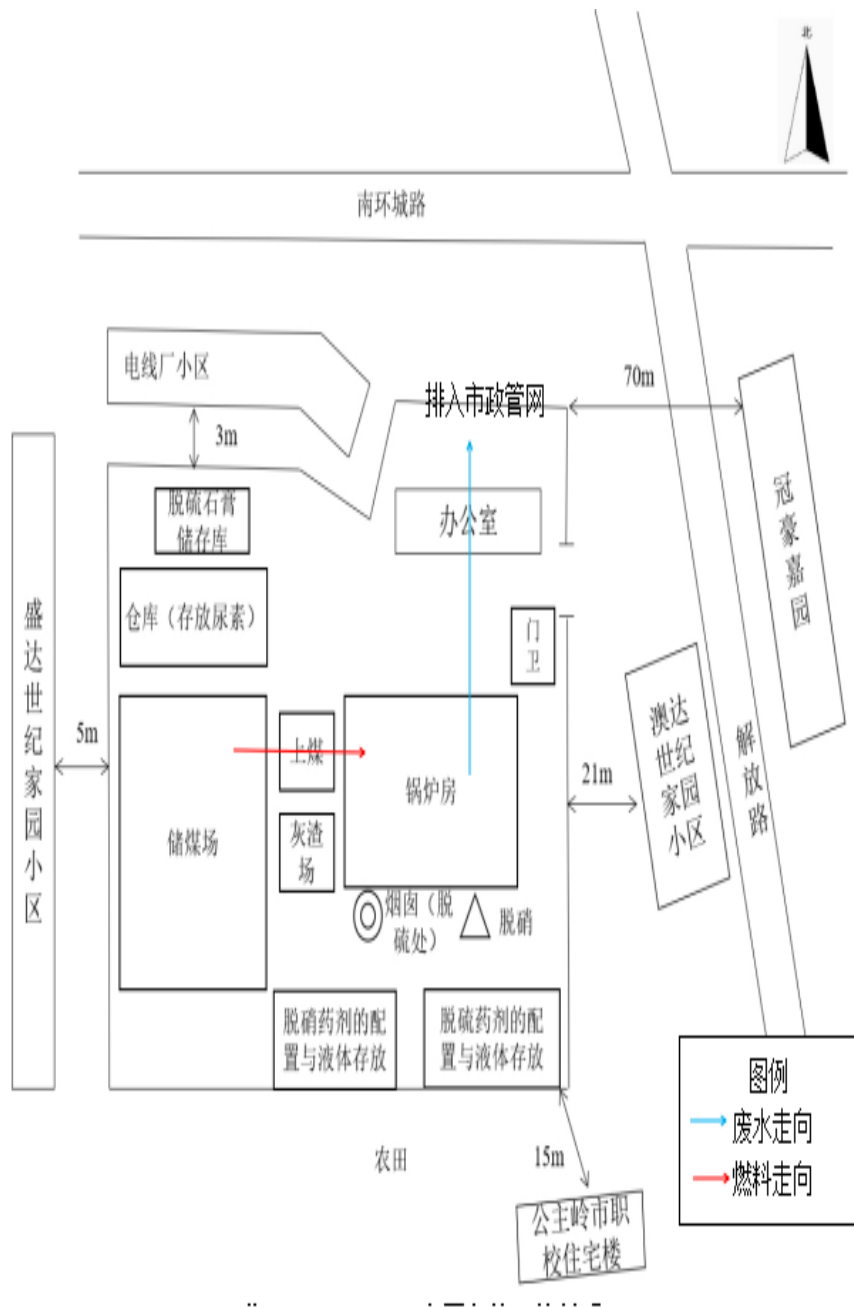 北
南环城路
电线厂小区
70m
排入市政管网
3m
冠豪嘉园
脱硫石膏
储存库
办公室
仓库（存放尿素）
门
卫
盛达世纪家园小区
澳达
世纪
家园
小区
解放路
5m
上煤
21m
锅炉房
储煤场
灰渣
场
烟囱（脱
硫处）
脱硝
脱硝药剂的配
置与液体存放
脱硫药剂的配
置与液体存放
图例
废水走向
燃料走向
农田
15m
公主岭市职
校住宅楼